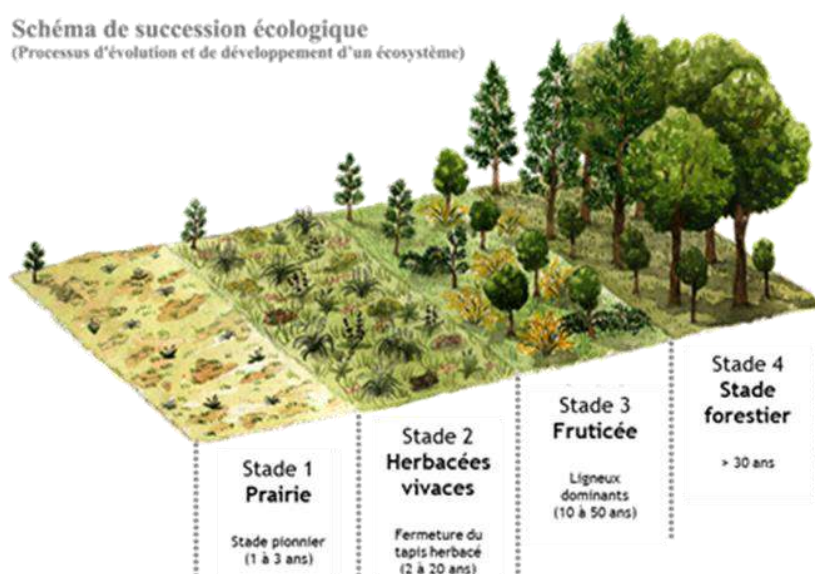 Schéma de succession écologique
(Processus d'évolution et de développement d'un écosystème)
Stade 1
Prairie
Stade pionnier
(1 à 3 ans)
Stade 2
Herbacées
vivaces
Fermeture du
tapis herbacé
(2 à 20 ans)
Stade 3
Fruticée
Ligneux
dominants
(10 à 50 ans)
Stade 4
Stade
forestier
> 30 ans